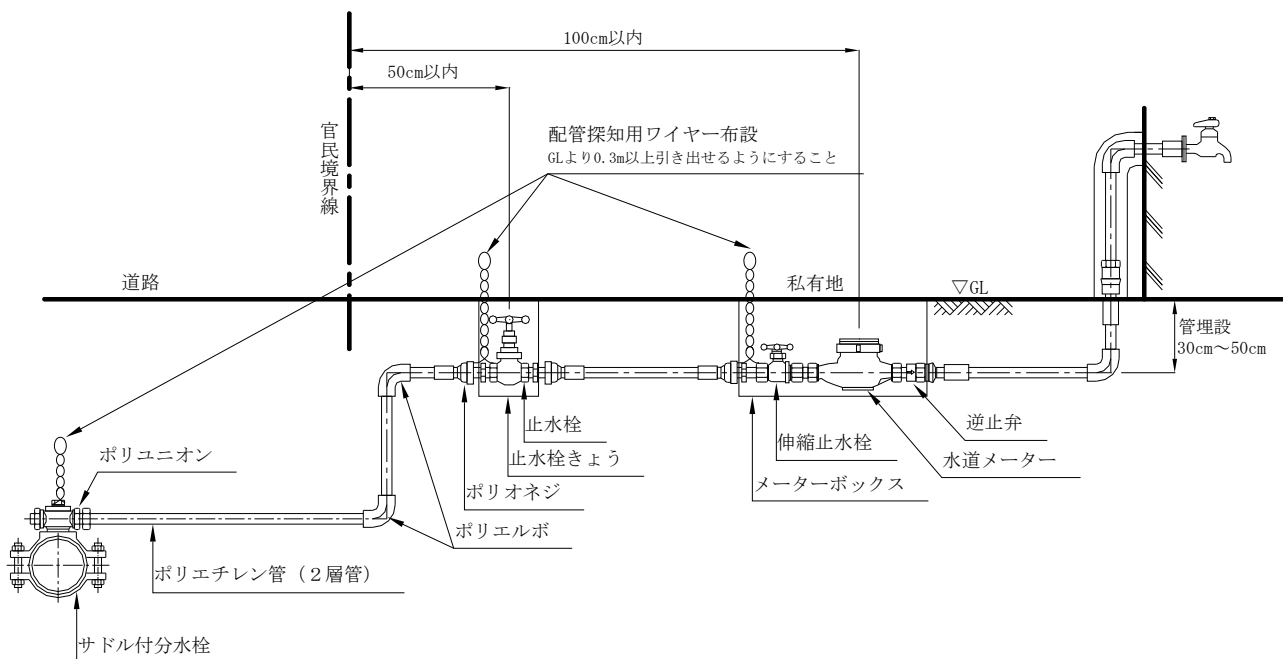 100cm以内
50cm以内
官民境界線
配管探知用ワイヤー布設
GLより0.3m以上引き出せるようにすること
道路
私有地
▽GL
管埋設
30cm～50cm
止水栓
止水栓きょう
ポリオネジ
ポリエルボ
逆止弁
伸縮止水栓
水道メーター
メーターボックス
ポリユニオン
ポリエチレン管（２層管）
サドル付分水栓